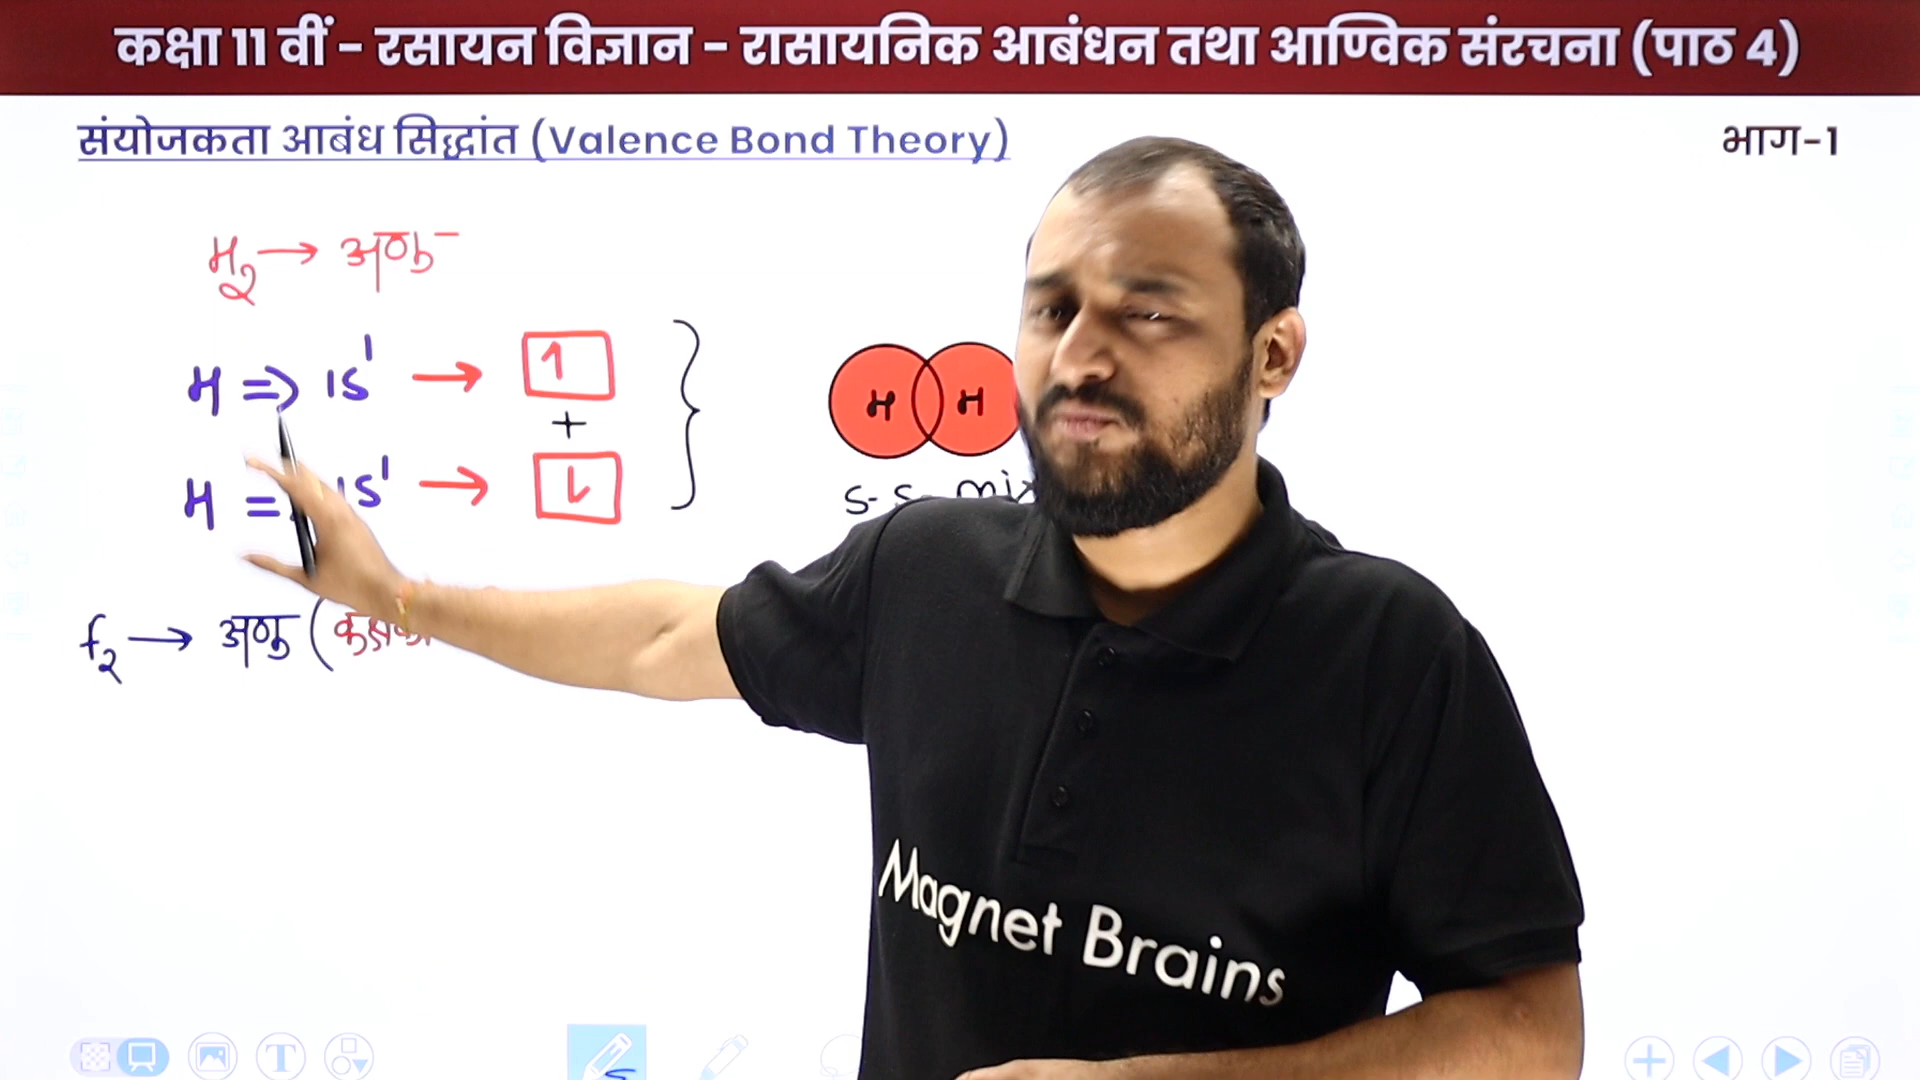 कक्षा 11 वीं - रसायन विज्ञान - रासायनिक आबंधन तथा आण्विक संरचना (पाठ 4)
संयोजकता आबंध सिद्धांत (Valence Bond Theory)
भाग-1
H₂ → अणु
H ⇒ 1s¹ → 1
+
H = 1s¹ → ⇂
H H
s-s-
f₂ → अणु (
Magnet Brains
T